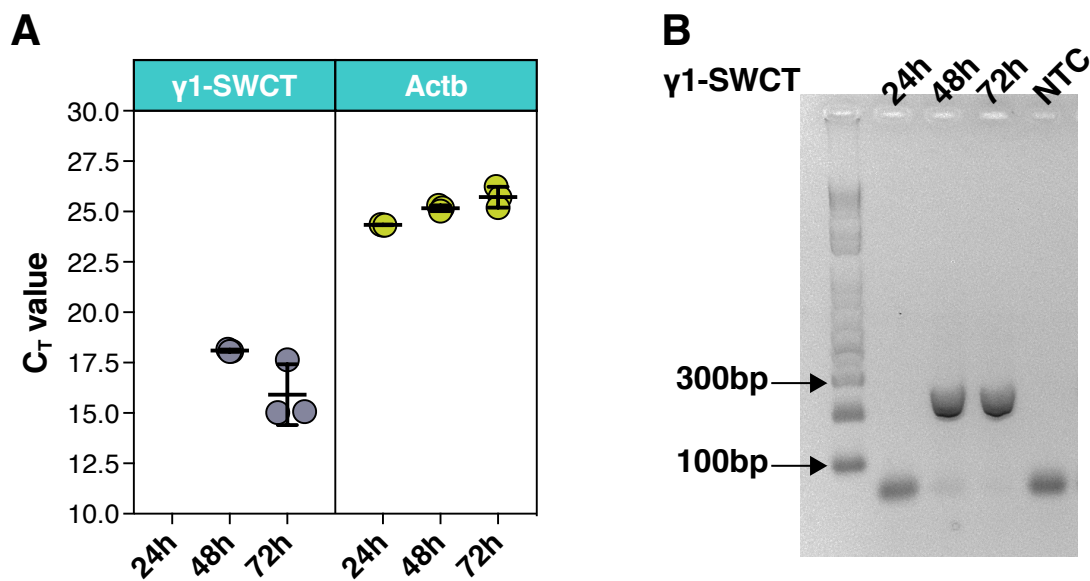 A
γ1-SWCT Actb
30.0
27.5
25.0
22.5
20.0
17.5
15.0
12.5
10.0
CT value
24h 48h 72h 24h 48h 72h
B
γ1-SWCT 24h 48h 72h NTC
300bp
100bp